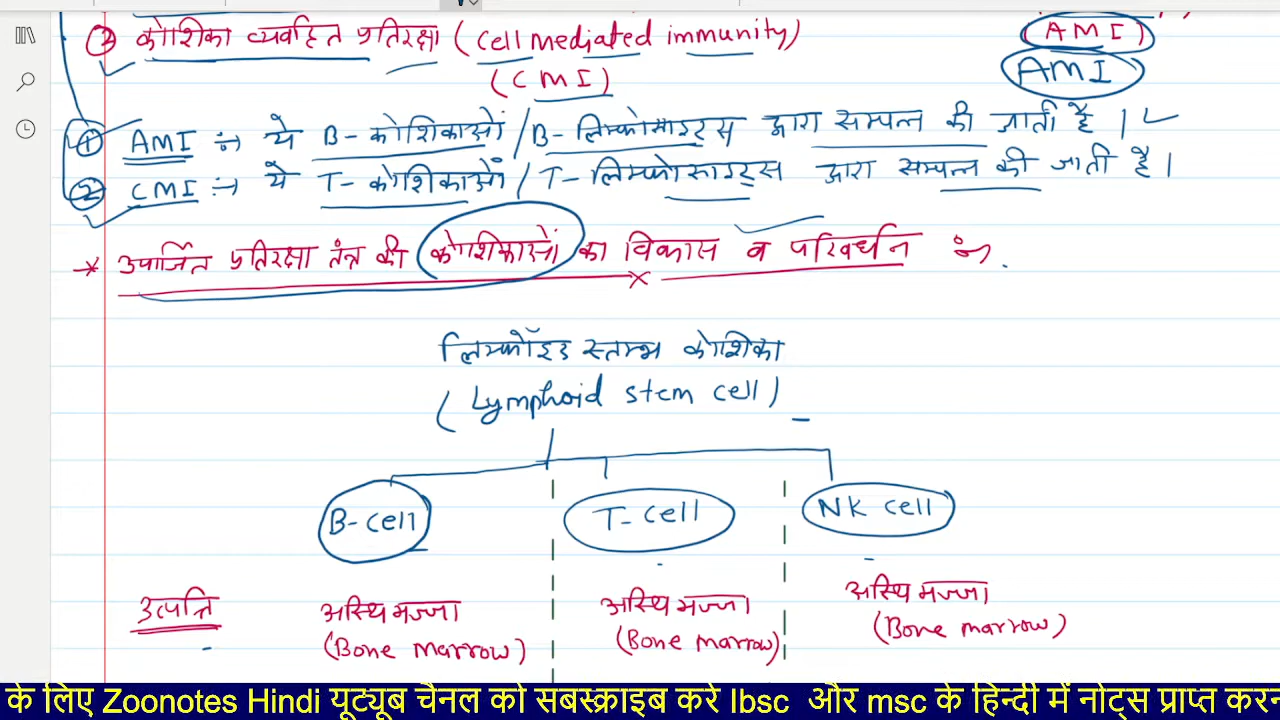 ② कोशिका व्यवहित प्रतिरक्षा (cell mediated immunity)
(AMI)
(CMI)
AMI
① AMI :-> ये B-कोशिकाओं / B-लिम्फोसाइट्स द्वारा सम्पन्न की जाती है।
② CMI :-> ये T-कोशिकाओं / T-लिम्फोसाइट्स द्वारा सम्पन्न की जाती है।
* उपार्जित प्रतिरक्षा तंत्र की कोशिकाओं का विकास व परिवर्धन :-
लिम्फॉइड स्तम्भ कोशिका
(Lymphoid stem cell)
B-cell T-cell NK cell
उत्पत्ति अस्थिमज्जा अस्थिमज्जा अस्थिमज्जा
(Bone marrow) (Bone marrow) (Bone marrow)
के लिए Zoonotes Hindi यूट्यूब चैनल को सबस्क्राइब करे lbsc और msc के हिन्दी में नोट्स प्राप्त करन